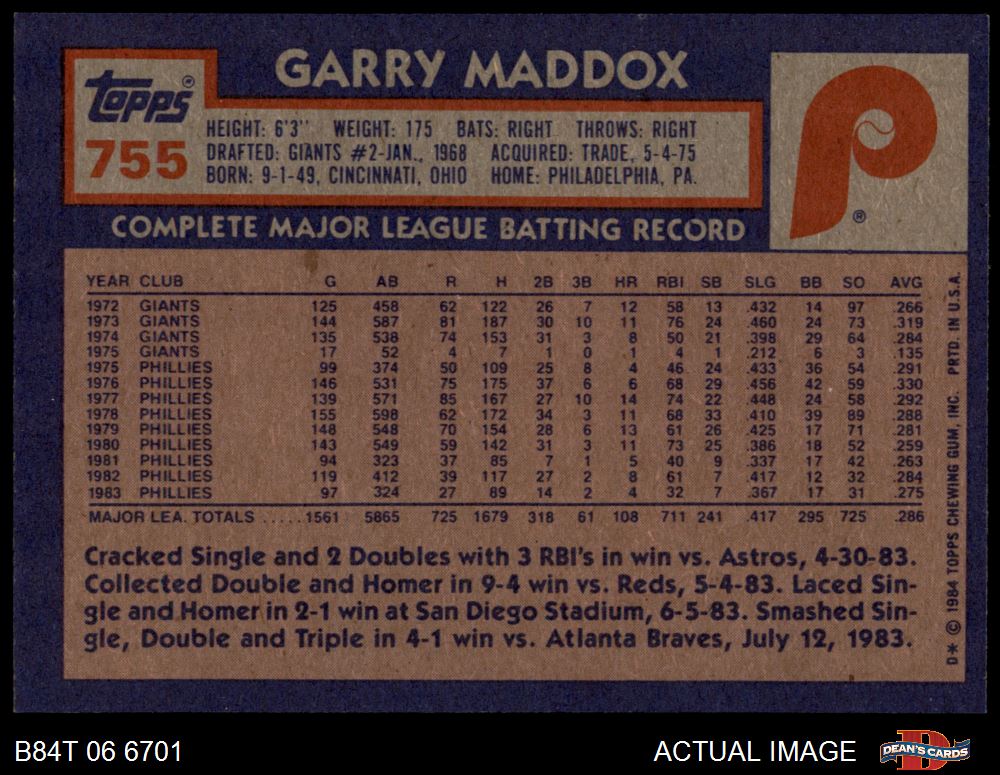 GARRY MADDOX
topps®
755
HEIGHT: 6'3" WEIGHT: 175 BATS: RIGHT THROWS: RIGHT
DRAFTED: GIANTS #2-JAN., 1968 ACQUIRED: TRADE, 5-4-75
BORN: 9-1-49, CINCINNATI, OHIO HOME: PHILADELPHIA, PA.
P
®
COMPLETE MAJOR LEAGUE BATTING RECORD
YEAR CLUB G AB R H 2B 3B HR RBI SB SLG BB SO AVG
1972 GIANTS 125 458 62 122 26 7 12 58 13 .432 14 97 .266
1973 GIANTS 144 587 81 187 30 10 11 76 24 .460 24 73 .319
1974 GIANTS 135 538 74 153 31 3 8 50 21 .398 29 64 .284
1975 GIANTS 17 52 4 7 1 0 1 4 1 .212 6 3 .135
1975 PHILLIES 99 374 50 109 25 8 4 46 24 .433 36 54 .291
1976 PHILLIES 146 531 75 175 37 6 6 68 29 .456 42 59 .330
1977 PHILLIES 139 571 85 167 27 10 14 74 22 .448 24 58 .292
1978 PHILLIES 155 598 62 172 34 3 11 68 33 .410 39 89 .288
1979 PHILLIES 148 548 70 154 28 6 13 61 26 .425 17 71 .281
1980 PHILLIES 143 549 59 142 31 3 11 73 25 .386 18 52 .259
1981 PHILLIES 94 323 37 85 7 1 5 40 9 .337 17 42 .263
1982 PHILLIES 119 412 39 117 27 2 8 61 7 .417 12 32 .284
1983 PHILLIES 97 324 27 89 14 2 4 32 7 .367 17 31 .275
MAJOR LEA. TOTALS ..... 1561 5865 725 1679 318 61 108 711 241 .417 295 725 .286
Cracked Single and 2 Doubles with 3 RBI's in win vs. Astros, 4-30-83.
Collected Double and Homer in 9-4 win vs. Reds, 5-4-83. Laced Sin-
gle and Homer in 2-1 win at San Diego Stadium, 6-5-83. Smashed Sin-
gle, Double and Triple in 4-1 win vs. Atlanta Braves, July 12, 1983.
D* © 1984 TOPPS CHEWING GUM, INC. PRTD. IN U.S.A.
B84T 06 6701
ACTUAL IMAGE
D
DEAN'S CARDS